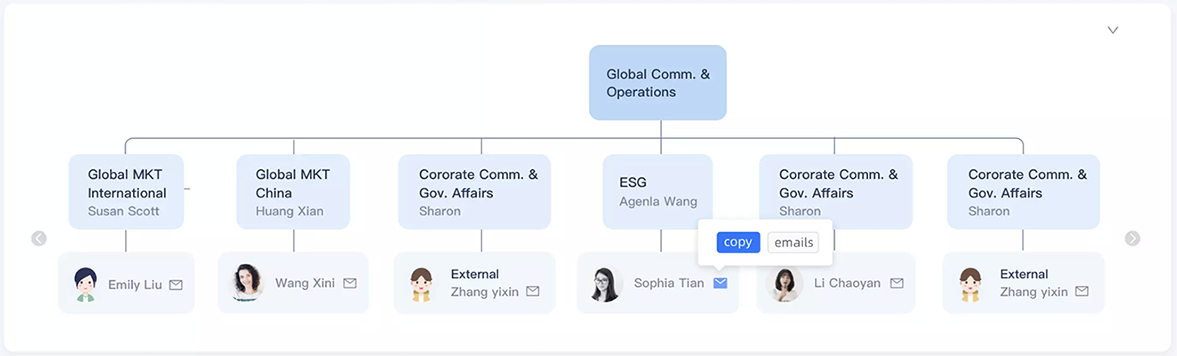 Global Comm. &
Operations
Global MKT
International
Susan Scott
Global MKT
China
Huang Xian
Cororate Comm. &
Gov. Affairs
Sharon
ESG
Agenla Wang
Cororate Comm. &
Gov. Affairs
Sharon
Cororate Comm. &
Gov. Affairs
Sharon
copy
emails
Emily Liu
Wang Xini
External
Zhang yixin
Sophia Tian
Li Chaoyan
External
Zhang yixin